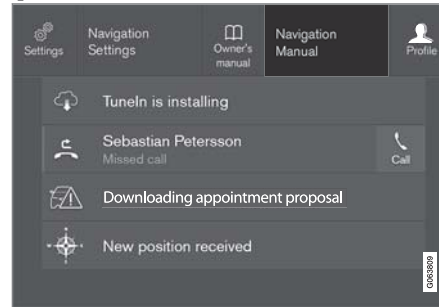 Settings
Navigation
Settings
Owner's
manual
Navigation
Manual
Profile
TuneIn is installing
Sebastian Petersson
Missed call
Call
Downloading appointment proposal
New position received
G063609